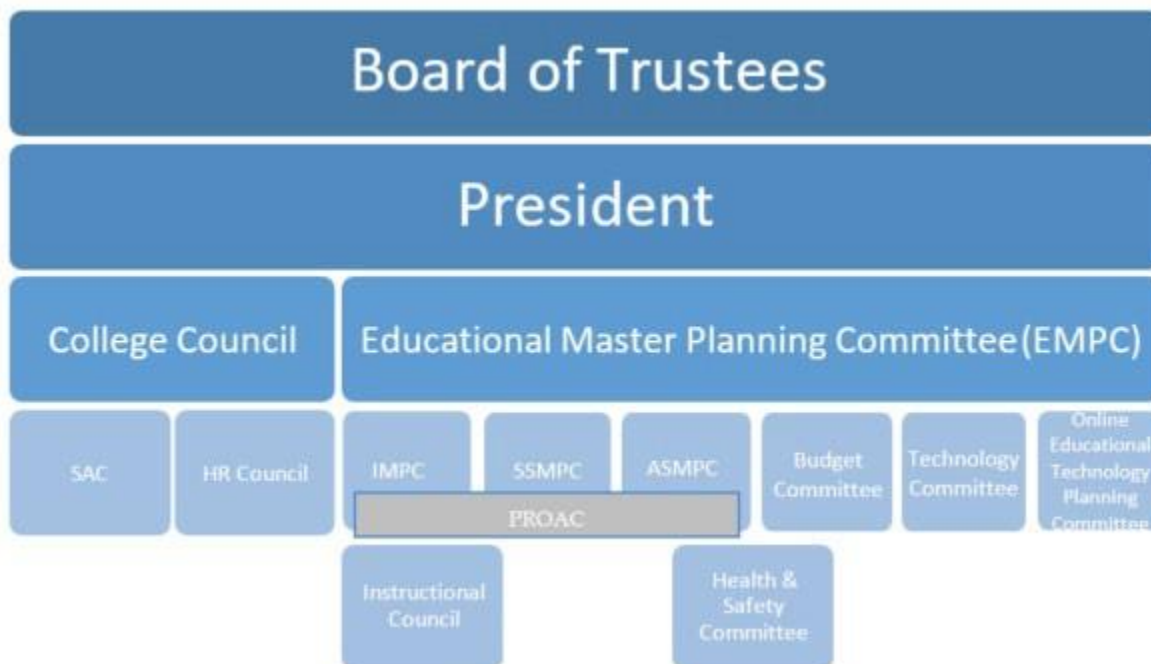 Board of Trustees
President
College Council
Educational Master Planning Committee (EMPC)
SAC
HR Council
IMPC
SSMPC
ASMPC
Budget
Committee
Technology
Committee
Online
Educational
Technology
Planning
Committee
PROAC
Instructional
Council
Health &
Safety
Committee